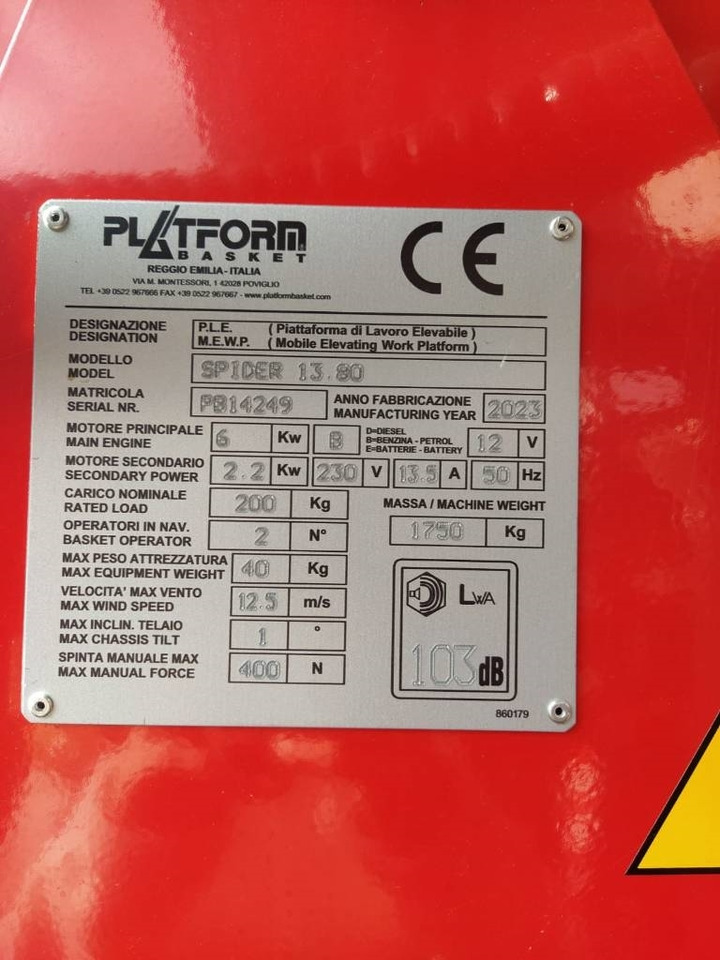 PLATFORM®
BASKET
REGGIO EMILIA - ITALIA
VIA M. MONTESSORI, 1 42028 POVIGLIO
TEL +39 0522 967666 FAX +39 0522 967667 - www.platformbasket.com
CE
DESIGNAZIONE P.L.E. ( Piattaforma di Lavoro Elevabile )
DESIGNATION M.E.W.P. ( Mobile Elevating Work Platform )
MODELLO
MODEL SPIDER 13.80
MATRICOLA ANNO FABBRICAZIONE
SERIAL NR. PB14249 MANUFACTURING YEAR 2023
MOTORE PRINCIPALE D=DIESEL
MAIN ENGINE 6 Kw B B=BENZINA - PETROL 12 V
E=BATTERIE - BATTERY
MOTORE SECONDARIO
SECONDARY POWER 2.2 Kw 230 V 13.5 A 50 Hz
CARICO NOMINALE
RATED LOAD 200 Kg
MASSA / MACHINE WEIGHT
1750 Kg
OPERATORI IN NAV.
BASKET OPERATOR 2 N°
MAX PESO ATTREZZATURA
MAX EQUIPMENT WEIGHT 40 Kg
VELOCITA' MAX VENTO
MAX WIND SPEED 12.5 m/s
MAX INCLIN. TELAIO
MAX CHASSIS TILT 1 °
SPINTA MANUALE MAX
MAX MANUAL FORCE 400 N
LWA
103 dB
860179